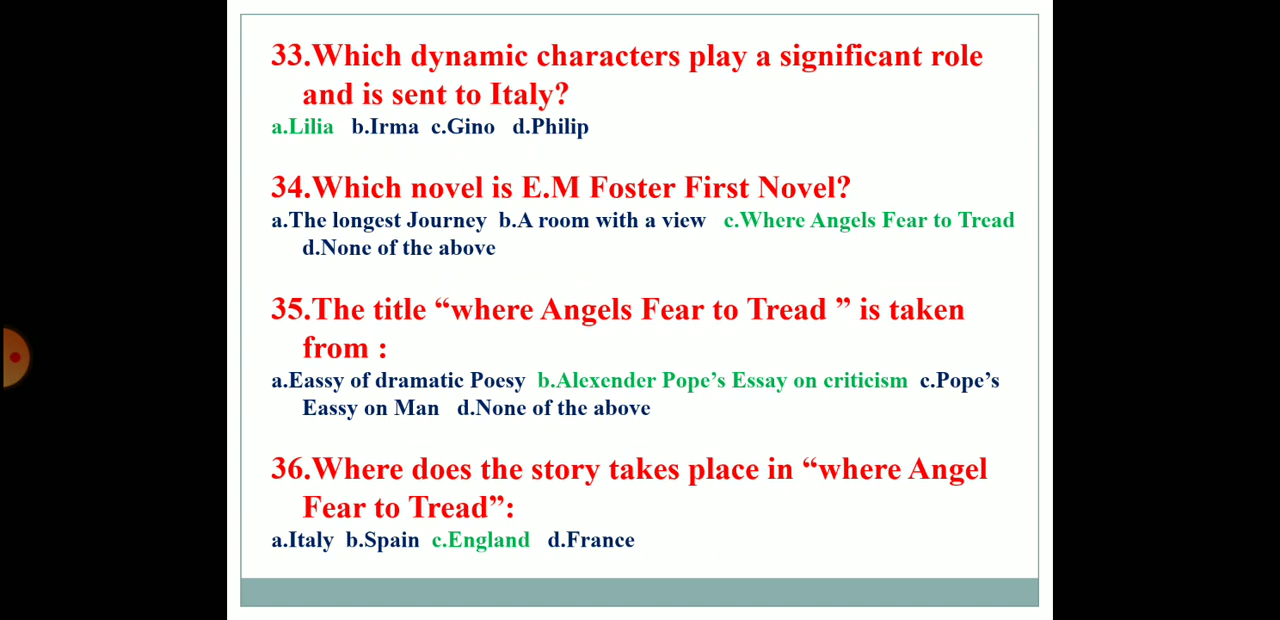 33.Which dynamic characters play a significant role
and is sent to Italy?
a.Lilia b.Irma c.Gino d.Philip
34.Which novel is E.M Foster First Novel?
a.The longest Journey b.A room with a view c.Where Angels Fear to Tread
d.None of the above
35.The title “where Angels Fear to Tread ” is taken
from :
a.Eassy of dramatic Poesy b.Alexender Pope’s Essay on criticism c.Pope’s
Eassy on Man d.None of the above
36.Where does the story takes place in “where Angel
Fear to Tread”:
a.Italy b.Spain c.England d.France